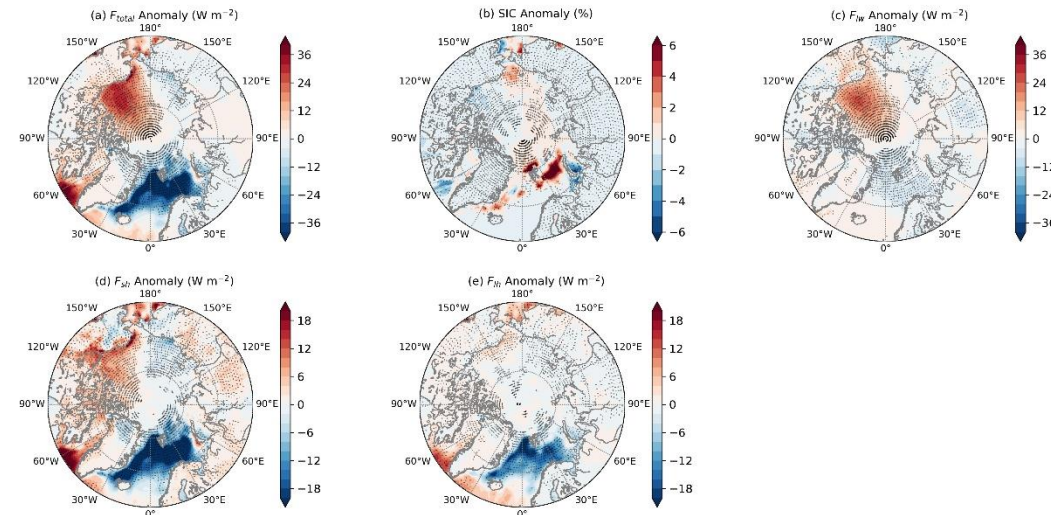 (a) F_total Anomaly (W m⁻²)
180°
150°W
150°E
120°W
120°E
90°W
90°E
60°W
60°E
30°W
30°E
0°
36
24
12
0
−12
−24
−36
(b) SIC Anomaly (%)
180°
150°W
150°E
120°W
120°E
90°W
90°E
60°W
60°E
30°W
30°E
0°
6
4
2
0
−2
−4
−6
(c) F_lw Anomaly (W m⁻²)
180°
150°W
150°E
120°W
120°E
90°W
90°E
60°W
60°E
30°W
30°E
0°
36
24
12
0
−12
−24
−36
(d) F_sh Anomaly (W m⁻²)
180°
150°W
150°E
120°W
120°E
90°W
90°E
60°W
60°E
30°W
30°E
0°
18
12
6
0
−6
−12
−18
(e) F_lh Anomaly (W m⁻²)
180°
150°W
150°E
120°W
120°E
90°W
90°E
60°W
60°E
30°W
30°E
0°
18
12
6
0
−6
−12
−18